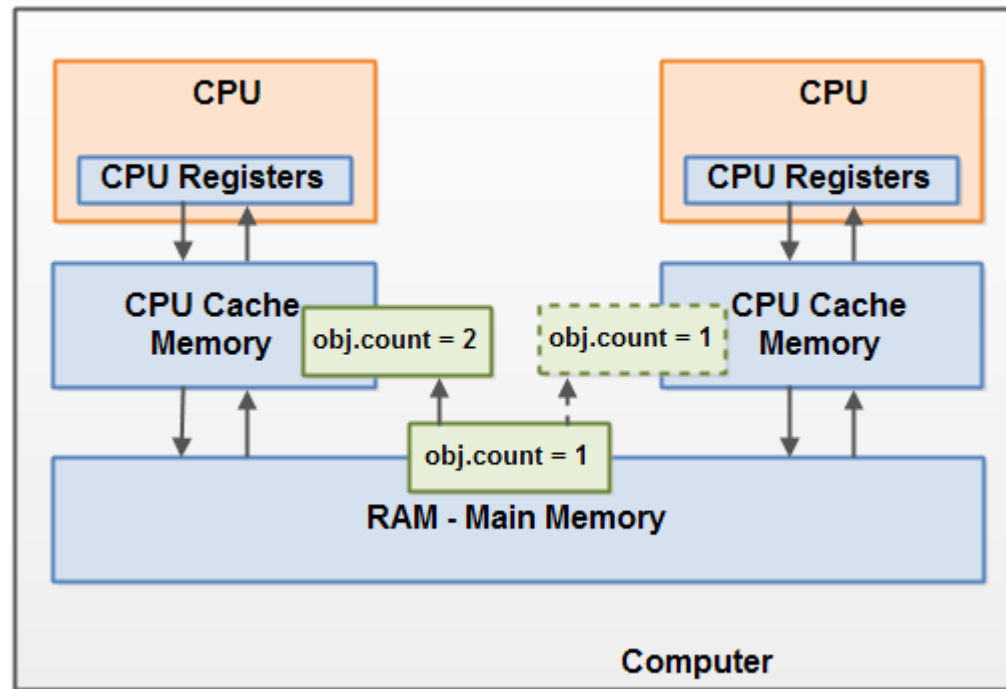 CPU
CPU
CPU Registers
CPU Registers
CPU Cache
Memory
obj.count = 2
obj.count = 1
CPU Cache
Memory
obj.count = 1
RAM - Main Memory
Computer